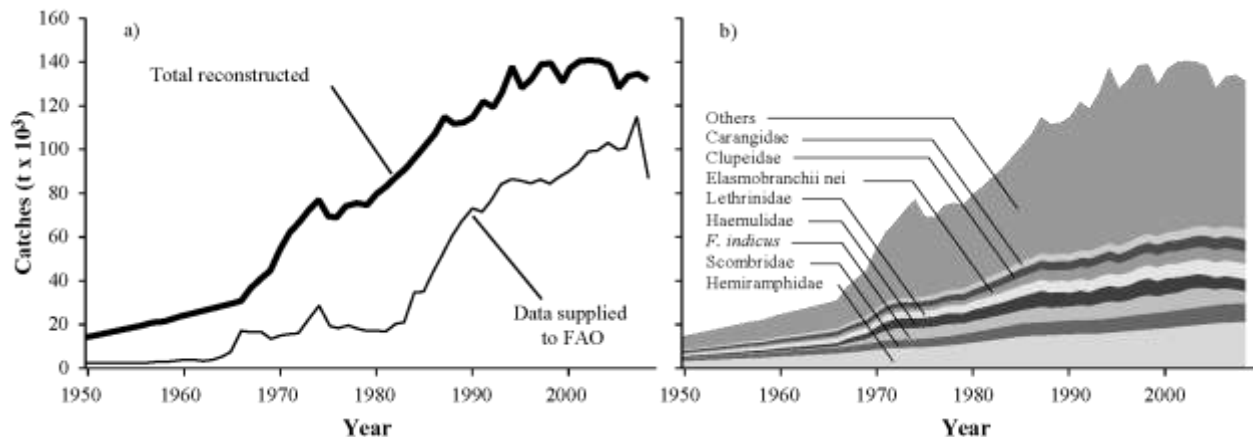 a)
160
140
120
100
80
60
40
20
0
Catches (t x 10³)
Total reconstructed
Data supplied
to FAO
1950 1960 1970 1980 1990 2000
Year
b)
Others
Carangidae
Clupeidae
Elasmobranchii nei
Lethrinidae
Haemulidae
F. indicus
Scombridae
Hemiramphidae
1950 1960 1970 1980 1990 2000
Year